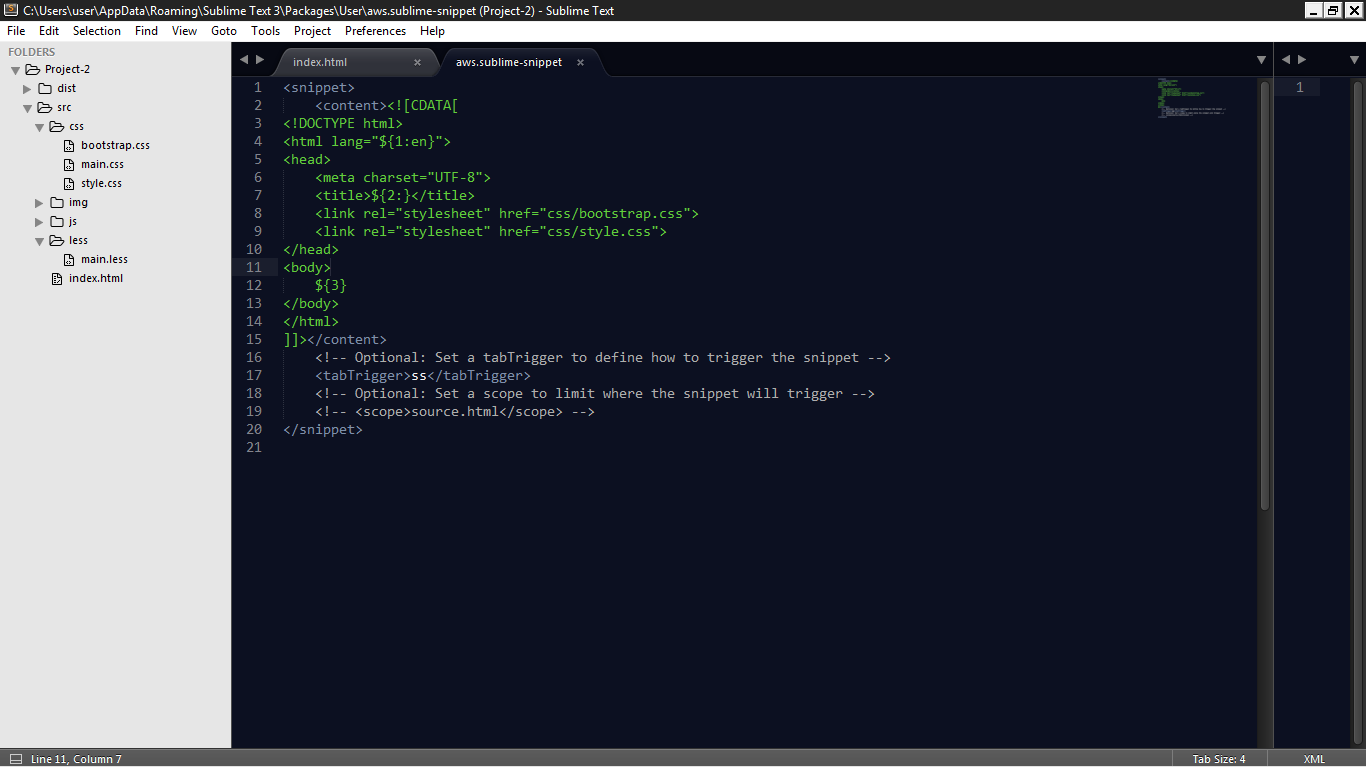 C:\Users\user\AppData\Roaming\Sublime Text 3\Packages\User\aws.sublime-snippet (Project-2) - Sublime Text
File Edit Selection Find View Goto Tools Project Preferences Help
FOLDERS
Project-2
dist
src
css
bootstrap.css
main.css
style.css
img
js
less
main.less
index.html
index.html × aws.sublime-snippet ×
1 <snippet>
2     <content><![CDATA[
3 <!DOCTYPE html>
4 <html lang="${1:en}">
5 <head>
6     <meta charset="UTF-8">
7     <title>${2:}</title>
8     <link rel="stylesheet" href="css/bootstrap.css">
9     <link rel="stylesheet" href="css/style.css">
10 </head>
11 <body>
12     ${3}
13 </body>
14 </html>
15 ]]></content>
16     <!-- Optional: Set a tabTrigger to define how to trigger the snippet -->
17     <tabTrigger>ss</tabTrigger>
18     <!-- Optional: Set a scope to limit where the snippet will trigger -->
19     <!-- <scope>source.html</scope> -->
20 </snippet>
21
1
Line 11, Column 7 Tab Size: 4 XML